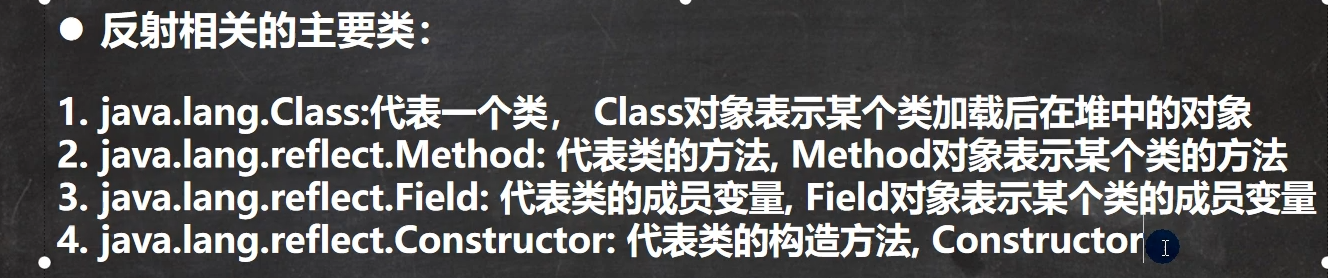 ● 反射相关的主要类：
1. java.lang.Class:代表一个类， Class对象表示某个类加载后在堆中的对象
2. java.lang.reflect.Method: 代表类的方法, Method对象表示某个类的方法
3. java.lang.reflect.Field: 代表类的成员变量, Field对象表示某个类的成员变量
4. java.lang.reflect.Constructor: 代表类的构造方法, Constructor